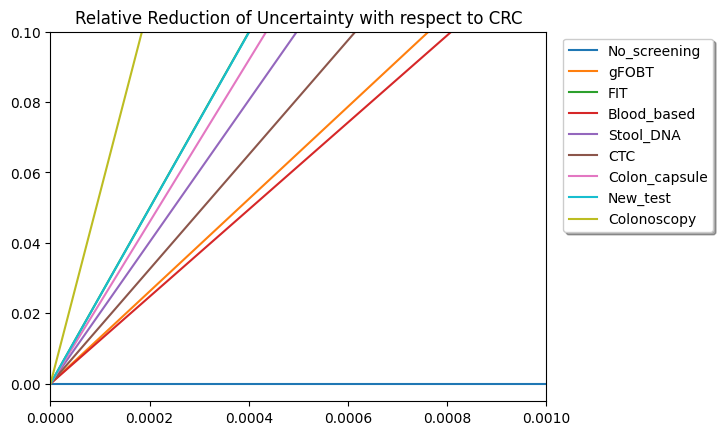 Relative Reduction of Uncertainty with respect to CRC
0.10
0.08
0.06
0.04
0.02
0.00
0.0000 0.0002 0.0004 0.0006 0.0008 0.0010
No_screening
gFOBT
FIT
Blood_based
Stool_DNA
CTC
Colon_capsule
New_test
Colonoscopy